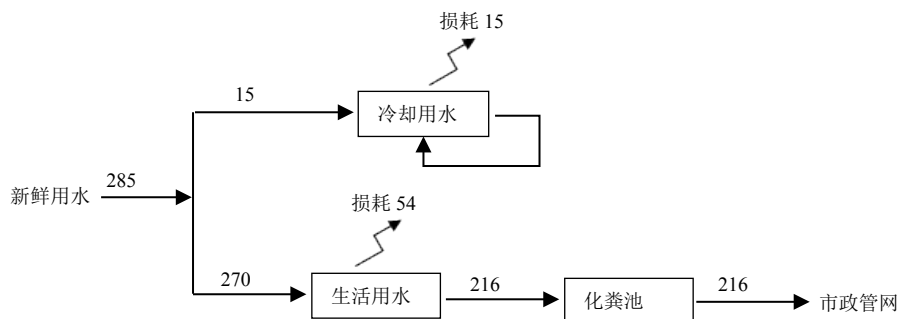 损耗 15
15
冷却用水
新鲜用水
285
损耗 54
270
生活用水
216
化粪池
216
市政管网